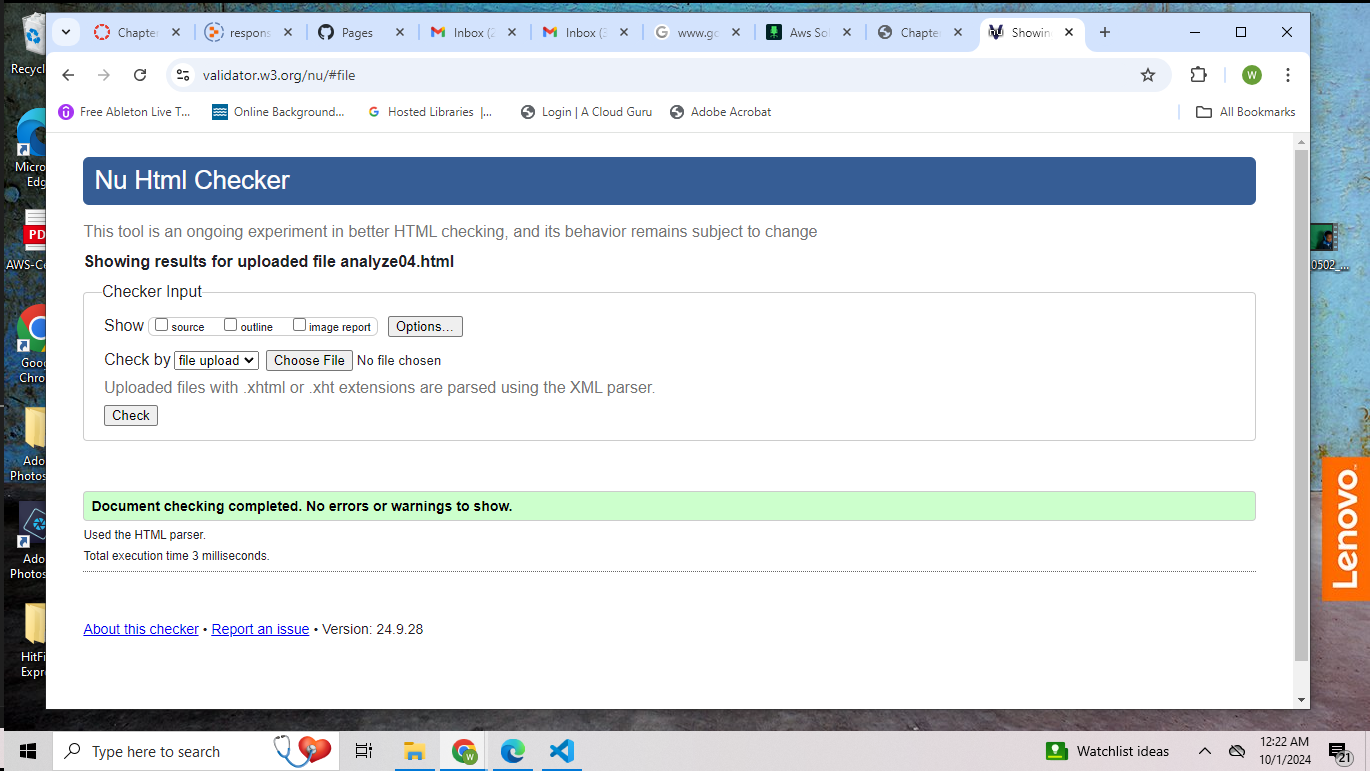 Chapte
respons
Pages
Inbox (2
Inbox (3
www.go
Aws Sol
Chapte
Showin
validator.w3.org/nu/#file
W
Free Ableton Live T...
Online Background...
Hosted Libraries |...
Login | A Cloud Guru
Adobe Acrobat
All Bookmarks
Nu Html Checker
This tool is an ongoing experiment in better HTML checking, and its behavior remains subject to change
Showing results for uploaded file analyze04.html
Checker Input
Show source outline image report Options...
Check by file upload Choose File No file chosen
Uploaded files with .xhtml or .xht extensions are parsed using the XML parser.
Check
Document checking completed. No errors or warnings to show.
Used the HTML parser.
Total execution time 3 milliseconds.
About this checker • Report an issue • Version: 24.9.28
Recycl
Micro
Edg
PD
AWS-Ce
Goo
Chro
Ado
Photos
Ado
Photos
HitFi
Expr
0502_...
Lenovo
Type here to search
W
Watchlist ideas
12:22 AM
10/1/2024
21